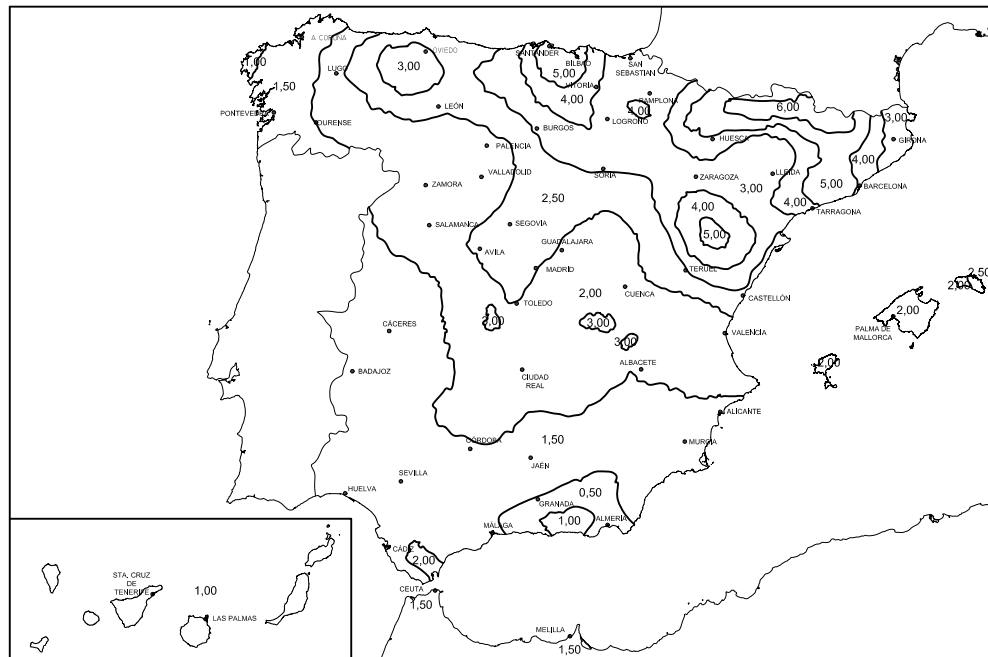 A CORUÑA
OVIEDO
SANTANDER
BILBAO
SAN
SEBASTIAN
1,00
3,00
LUGO
5,00
VITORIA
1,50
4,00
PAMPLONA
LEÓN
4,00
6,00
PONTEVEDRA
OURENSE
LOGROÑO
3,00
BURGOS
HUESCA
GIRONA
PALENCIA
4,00
VALLADOLID
SORIA
ZARAGOZA
LLEIDA
ZAMORA
3,00
5,00
BARCELONA
2,50
4,00
4,00
TARRAGONA
SALAMANCA
SEGOVIA
5,00
GUADALAJARA
AVILA
MADRID
TERUEL
2,50
2,00
CUENCA
2,00
CASTELLÓN
TOLEDO
2,00
3,00
3,00
CÁCERES
VALENCIA
PALMA DE
MALLORCA
3,00
ALBACETE
2,00
BADAJOZ
CIUDAD
REAL
ALICANTE
1,50
CÓRDOBA
MURCIA
JAÉN
SEVILLA
HUELVA
0,50
GRANADA
1,00
ALMERÍA
MÁLAGA
CÁDIZ
2,00
CEUTA
1,50
STA. CRUZ
DE
TENERIFE
1,00
LAS PALMAS
MELILLA
1,50